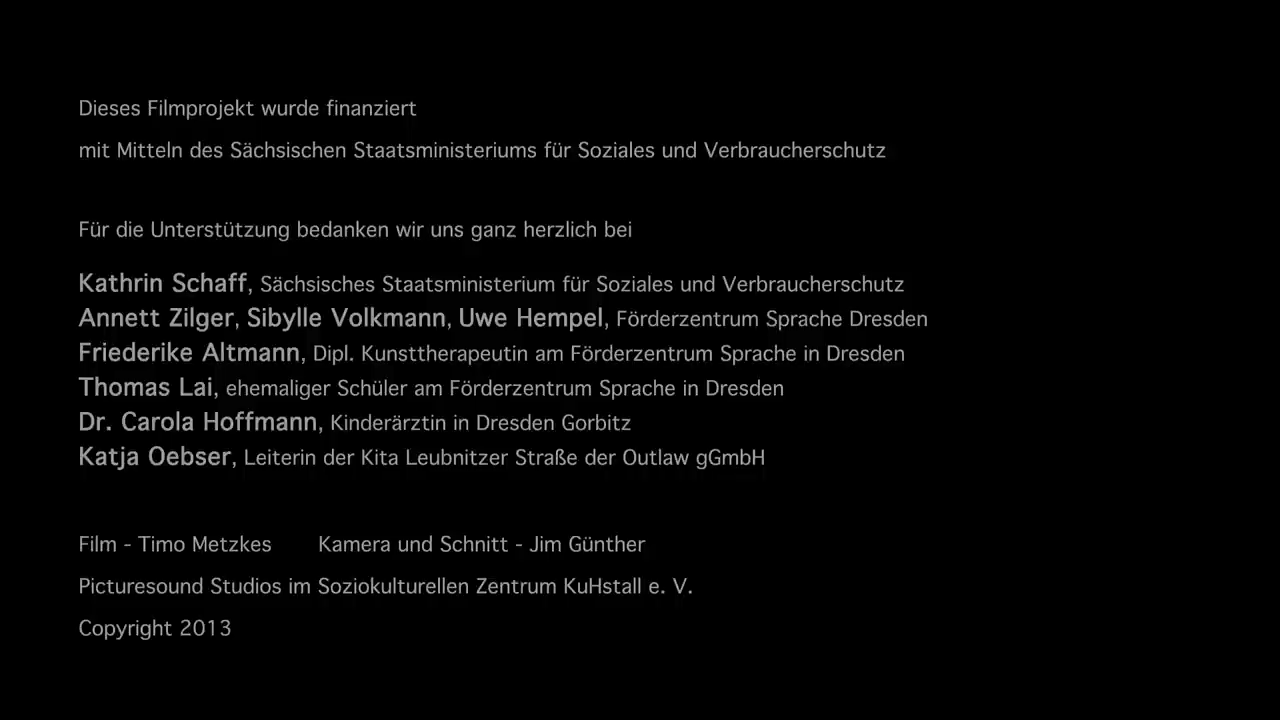 Dieses Filmprojekt wurde finanziert
mit Mitteln des Sächsischen Staatsministeriums für Soziales und Verbraucherschutz
Für die Unterstützung bedanken wir uns ganz herzlich bei
Kathrin Schaff, Sächsisches Staatsministerium für Soziales und Verbraucherschutz
Annett Zilger, Sibylle Volkmann, Uwe Hempel, Förderzentrum Sprache Dresden
Friederike Altmann, Dipl. Kunsttherapeutin am Förderzentrum Sprache in Dresden
Thomas Lai, ehemaliger Schüler am Förderzentrum Sprache in Dresden
Dr. Carola Hoffmann, Kinderärztin in Dresden Gorbitz
Katja Oebser, Leiterin der Kita Leubnitzer Straße der Outlaw gGmbH
Film - Timo Metzkes Kamera und Schnitt - Jim Günther
Picturesound Studios im Soziokulturellen Zentrum KuHstall e. V.
Copyright 2013